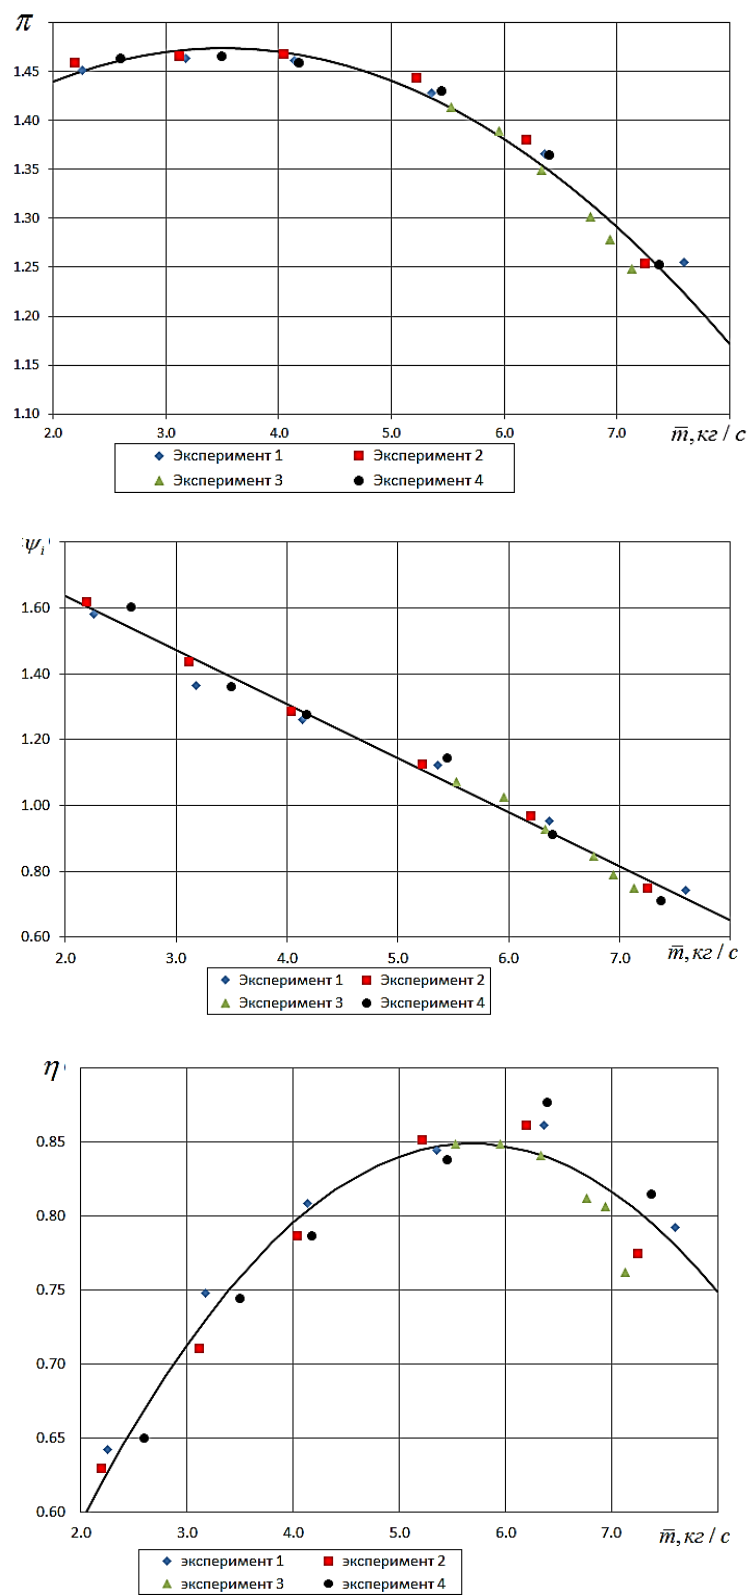 π
1.45
1.40
1.35
1.30
1.25
1.20
1.15
1.10
2.0 3.0 4.0 5.0 6.0 7.0 m̅, кг / с
Эксперимент 1 Эксперимент 2
Эксперимент 3 Эксперимент 4
ψi
1.60
1.40
1.20
1.00
0.80
0.60
2.0 3.0 4.0 5.0 6.0 7.0 m̅, кг / с
Эксперимент 1 Эксперимент 2
Эксперимент 3 Эксперимент 4
η
0.85
0.80
0.75
0.70
0.65
0.60
2.0 3.0 4.0 5.0 6.0 7.0 m̅, кг / с
эксперимент 1 эксперимент 2
эксперимент 3 эксперимент 4